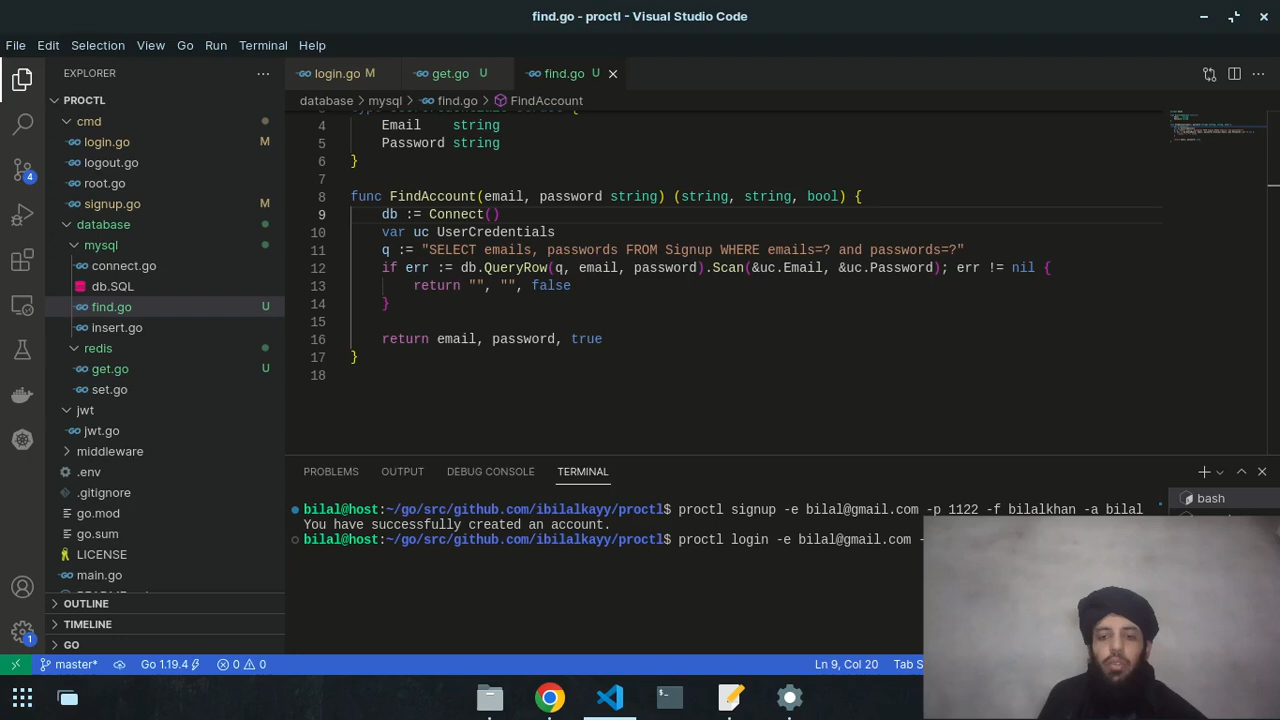 find.go - proctl - Visual Studio Code
File Edit Selection View Go Run Terminal Help
EXPLORER
login.go M
get.go U
find.go U
database > mysql > find.go > FindAccount
PROCTL
cmd
login.go M
logout.go
root.go
signup.go M
database
mysql
connect.go
db.SQL
find.go U
insert.go
redis
get.go U
set.go
jwt
jwt.go
middleware
.env
.gitignore
go.mod
go.sum
LICENSE
main.go
OUTLINE
TIMELINE
GO
4 Email string
5 Password string
6 }
7
8 func FindAccount(email, password string) (string, string, bool) {
9 db := Connect()
10 var uc UserCredentials
11 q := "SELECT emails, passwords FROM Signup WHERE emails=? and passwords=?"
12 if err := db.QueryRow(q, email, password).Scan(&uc.Email, &uc.Password); err != nil {
13 return "", "", false
14 }
15
16 return email, password, true
17 }
18
PROBLEMS OUTPUT DEBUG CONSOLE TERMINAL
bash
bilal@host:~/go/src/github.com/ibilalkayy/proctl$ proctl signup -e bilal@gmail.com -p 1122 -f bilalkhan -a bilal
You have successfully created an account.
bilal@host:~/go/src/github.com/ibilalkayy/proctl$ proctl login -e bilal@gmail.com -
4
1
master* Go 1.19.4 0 0 Ln 9, Col 20 Tab S